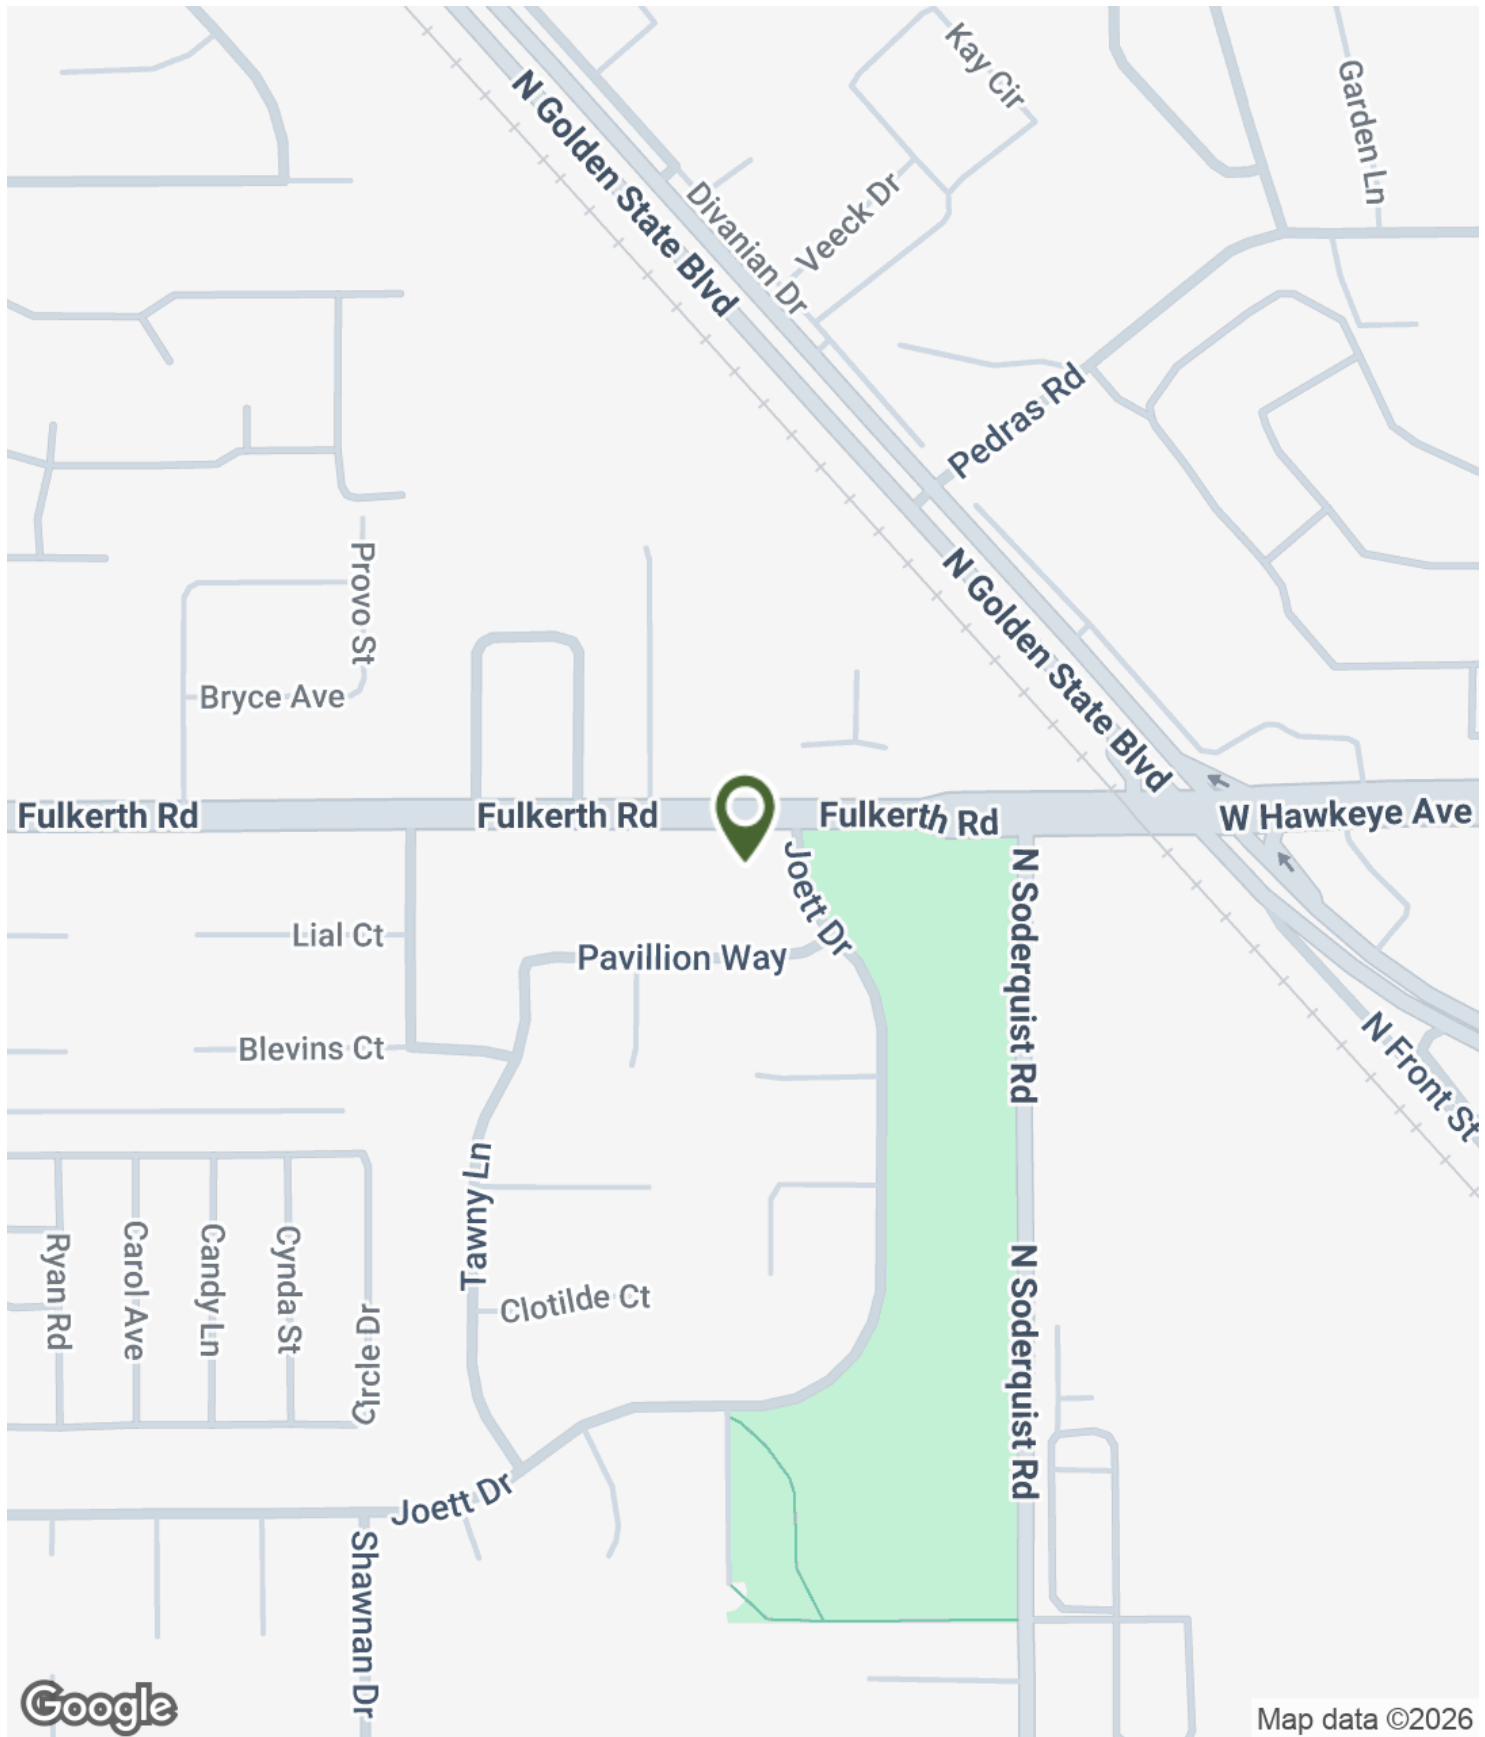 Kay Cir
Garden Ln
N Golden State Blvd
Divanian Dr
Veeck Dr
Pedras Rd
Provo St
N Golden State Blvd
Bryce Ave
Fulkerth Rd
Fulkerth Rd
Fulkerth Rd
W Hawkeye Ave
Joett Dr
N Soderquist Rd
Lial Ct
Pavillion Way
Blevins Ct
N Front St
Tawny Ln
Ryan Rd
Carol Ave
Candy Ln
Cynda St
Circle Dr
Clotilde Ct
N Soderquist Rd
Joett Dr
Shawnan Dr
Google
Map data ©2026